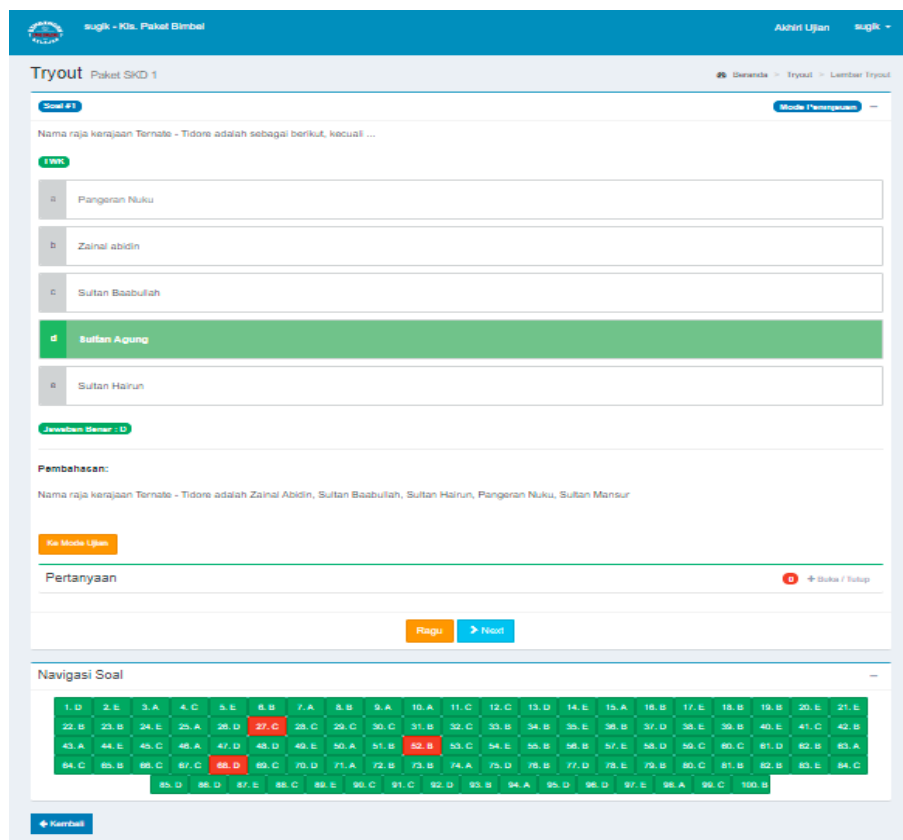 sugik - Kls. Paket Bimbel
Akhiri Ujian sugik
Tryout Paket SKD 1
Beranda > Tryout > Lembar Tryout
Soal #1
Mode Peninjauan
Nama raja kerajaan Ternate - Tidore adalah sebagai berikut, kecuali ...
TWK
a Pangeran Nuku
b Zainal abidin
c Sultan Baabullah
d Sultan Agung
e Sultan Hairun
Jawaban Benar : D
Pembahasan:
Nama raja kerajaan Ternate - Tidore adalah Zainal Abidin, Sultan Baabullah, Sultan Hairun, Pangeran Nuku, Sultan Mansur
Ke Mode Ujian
Pertanyaan
0 + Buka / Tutup
Ragu
Next
Navigasi Soal
1. D 2. E 3. A 4. C 5. E 6. B 7. A 8. B 9. A 10. A 11. C 12. C 13. D 14. E 15. A 16. B 17. E 18. B 19. B 20. E 21. E
22. B 23. B 24. E 25. A 26. D 27. C 28. C 29. C 30. C 31. B 32. C 33. B 34. B 35. E 36. B 37. D 38. E 39. B 40. E 41. C 42. B
43. A 44. E 45. C 46. A 47. D 48. D 49. E 50. A 51. B 52. B 53. C 54. E 55. B 56. B 57. E 58. D 59. C 60. C 61. D 62. B 63. A
64. C 65. B 66. C 67. C 68. D 69. C 70. D 71. A 72. B 73. B 74. A 75. D 76. B 77. D 78. E 79. B 80. C 81. B 82. B 83. E 84. C
85. D 86. D 87. E 88. C 89. E 90. C 91. C 92. D 93. B 94. A 95. D 96. D 97. E 98. A 99. C 100. B
Kembali